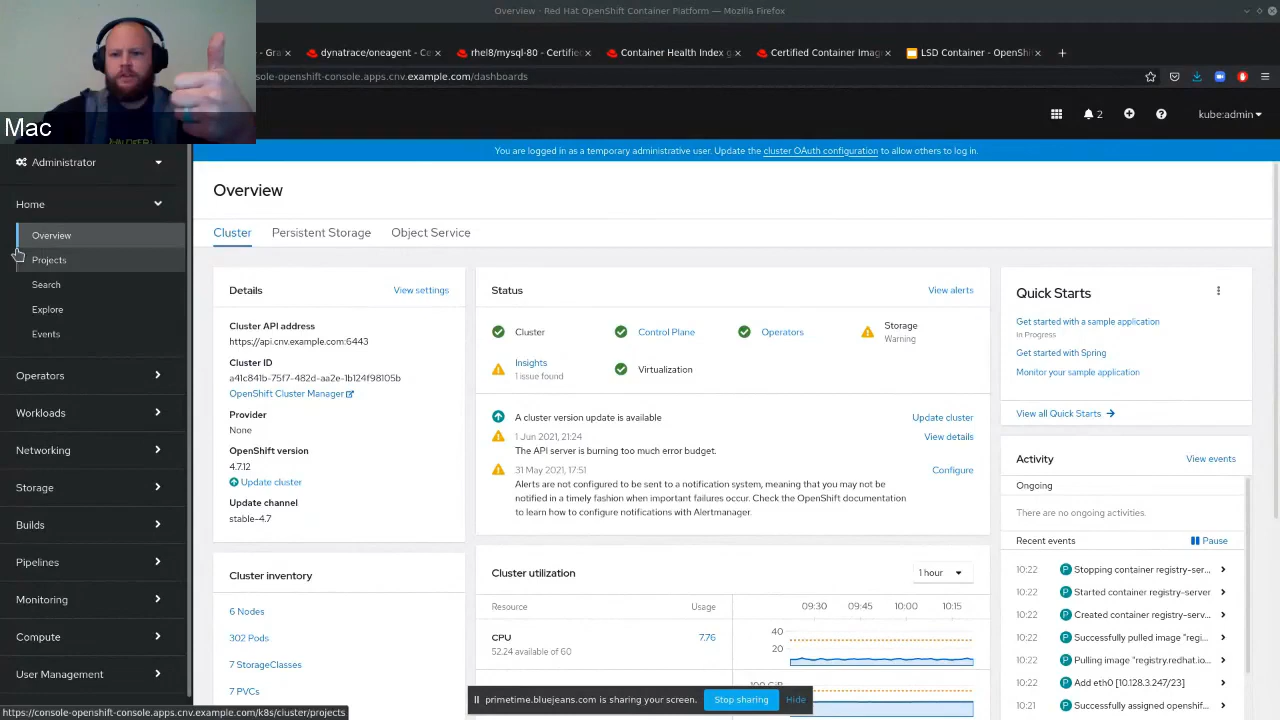 Overview - Red Hat OpenShift Container Platform — Mozilla Firefox
- Gra
dynatrace/oneagent - Ce
rhel8/mysql-80 - Certifie
Container Health Index g
Certified Container Imag
LSD Container - OpenShi
nsole-openshift-console.apps.cnv.example.com/dashboards
Mac
2
kube:admin
You are logged in as a temporary administrative user. Update the cluster OAuth configuration to allow others to log in.
Administrator
Home
Overview
Projects
Search
Explore
Events
Operators
Workloads
Networking
Storage
Builds
Pipelines
Monitoring
Compute
User Management
Overview
Cluster
Persistent Storage
Object Service
Details
View settings
Cluster API address
https://api.cnv.example.com:6443
Cluster ID
a41c841b-75f7-482d-aa2e-1b124f98105b
OpenShift Cluster Manager
Provider
None
OpenShift version
4.7.12
Update cluster
Update channel
stable-4.7
Cluster inventory
6 Nodes
302 Pods
7 StorageClasses
7 PVCs
Status
View alerts
Cluster
Control Plane
Operators
Storage
Warning
Insights
1 issue found
Virtualization
A cluster version update is available
Update cluster
1 Jun 2021, 21:24
View details
The API server is burning too much error budget.
31 May 2021, 17:51
Configure
Alerts are not configured to be sent to a notification system, meaning that you may not be
notified in a timely fashion when important failures occur. Check the OpenShift documentation
to learn how to configure notifications with Alertmanager.
Cluster utilization
1 hour
Resource
Usage
09:30
09:45
10:00
10:15
CPU
7.76
52.24 available of 60
40
20
100 GiB
Quick Starts
Get started with a sample application
In Progress
Get started with Spring
Monitor your sample application
View all Quick Starts
Activity
View events
Ongoing
There are no ongoing activities.
Recent events
Pause
10:22 P Stopping container registry-ser...
10:22 P Started container registry-server
10:22 P Created container registry-serv...
10:22 P Successfully pulled image "regi...
10:22 P Pulling image "registry.redhat.io...
10:22 P Add eth0 [10.128.3.247/23]
10:21 P Successfully assigned openshif...
primetime.bluejeans.com is sharing your screen.
Stop sharing
Hide
https://console-openshift-console.apps.cnv.example.com/k8s/cluster/projects